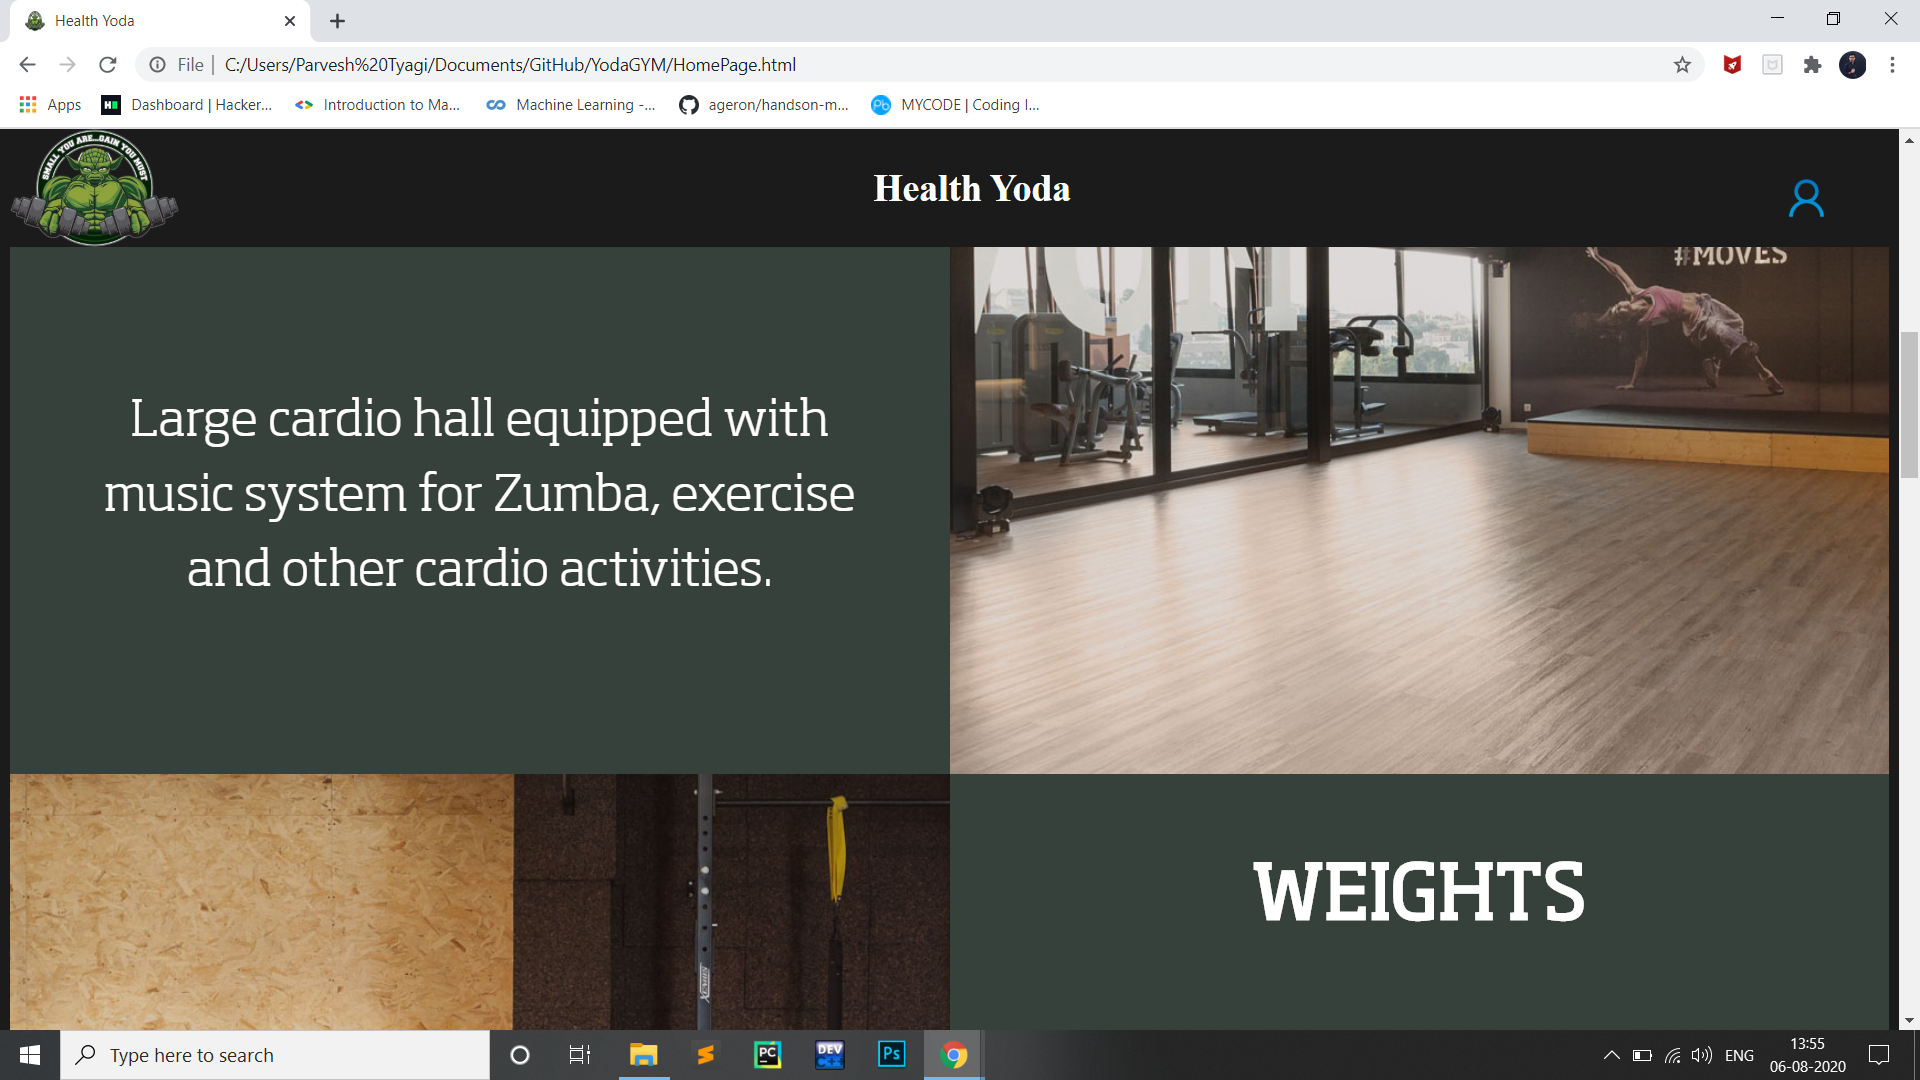 Health Yoda
File
C:/Users/Parvesh%20Tyagi/Documents/GitHub/YodaGYM/HomePage.html
Apps
Dashboard | Hacker...
Introduction to Ma...
Machine Learning -...
ageron/handson-m...
MYCODE | Coding I...
SMALL YOU ARE...GAIN YOU MUST
Health Yoda
#MOVES
Large cardio hall equipped with
music system for Zumba, exercise
and other cardio activities.
WEIGHTS
XENIOS
Type here to search
PC
DEV
Ps
ENG
13:55
06-08-2020